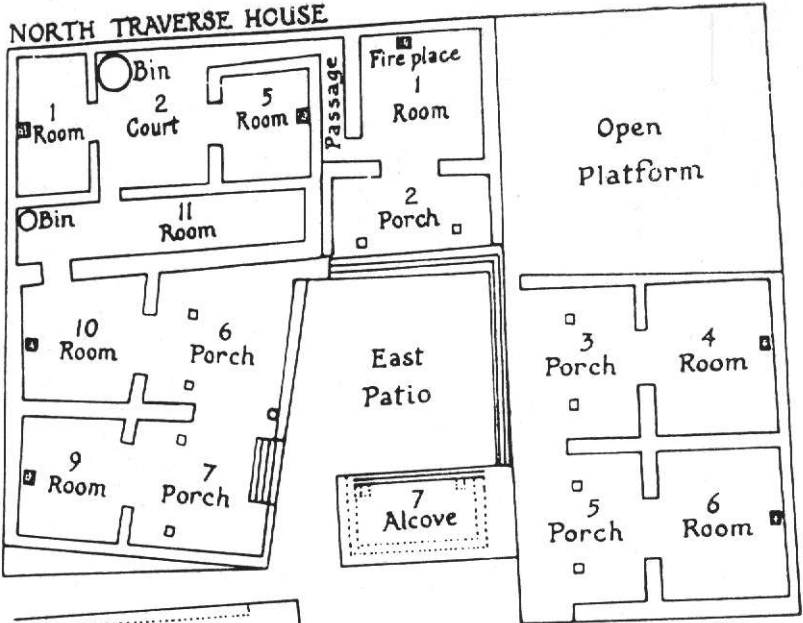 NORTH TRAVERSE HOUSE
Bin
1
Room
2
Court
5
Room
Passage
Fire place
1
Room
Open
Platform
Bin
11
Room
2
Porch
10
Room
6
Porch
East
Patio
3
Porch
4
Room
9
Room
7
Porch
7
Alcove
5
Porch
6
Room